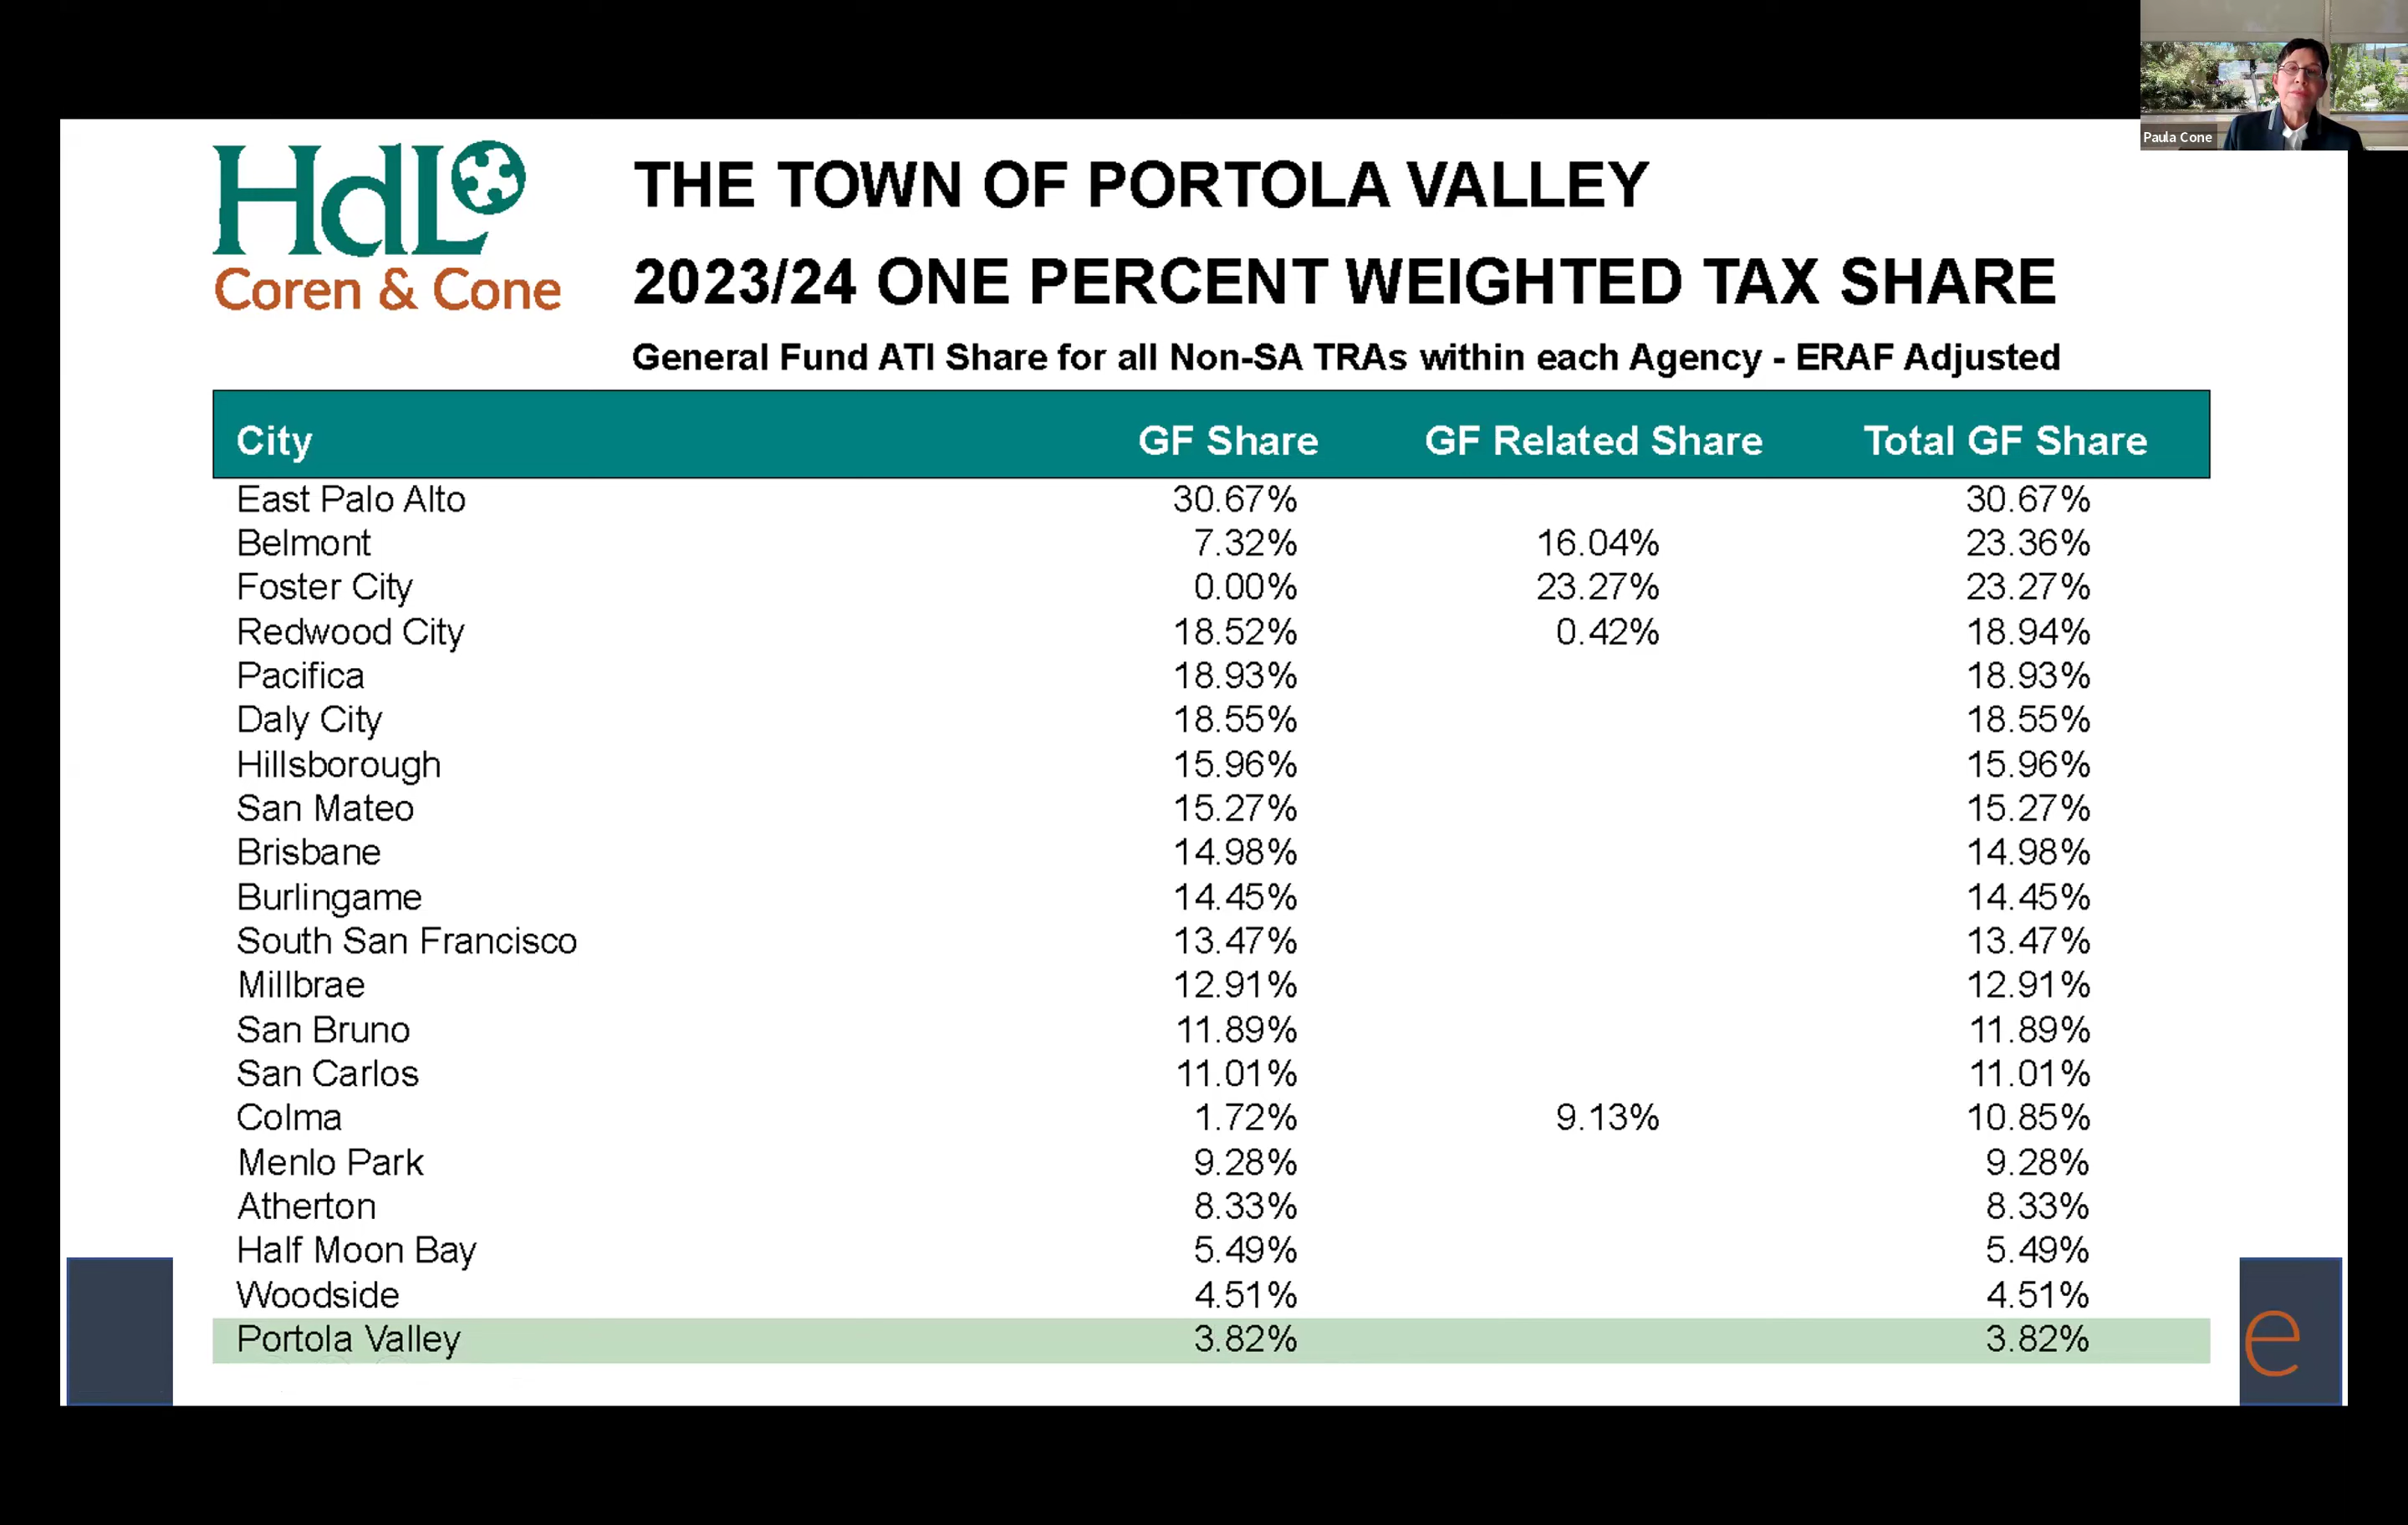 Paula Cone
HdL
Coren & Cone
THE TOWN OF PORTOLA VALLEY
2023/24 ONE PERCENT WEIGHTED TAX SHARE
General Fund ATI Share for all Non-SA TRAs within each Agency - ERAF Adjusted
City GF Share GF Related Share Total GF Share
East Palo Alto 30.67% 30.67%
Belmont 7.32% 16.04% 23.36%
Foster City 0.00% 23.27% 23.27%
Redwood City 18.52% 0.42% 18.94%
Pacifica 18.93% 18.93%
Daly City 18.55% 18.55%
Hillsborough 15.96% 15.96%
San Mateo 15.27% 15.27%
Brisbane 14.98% 14.98%
Burlingame 14.45% 14.45%
South San Francisco 13.47% 13.47%
Millbrae 12.91% 12.91%
San Bruno 11.89% 11.89%
San Carlos 11.01% 11.01%
Colma 1.72% 9.13% 10.85%
Menlo Park 9.28% 9.28%
Atherton 8.33% 8.33%
Half Moon Bay 5.49% 5.49%
Woodside 4.51% 4.51%
Portola Valley 3.82% 3.82%
e